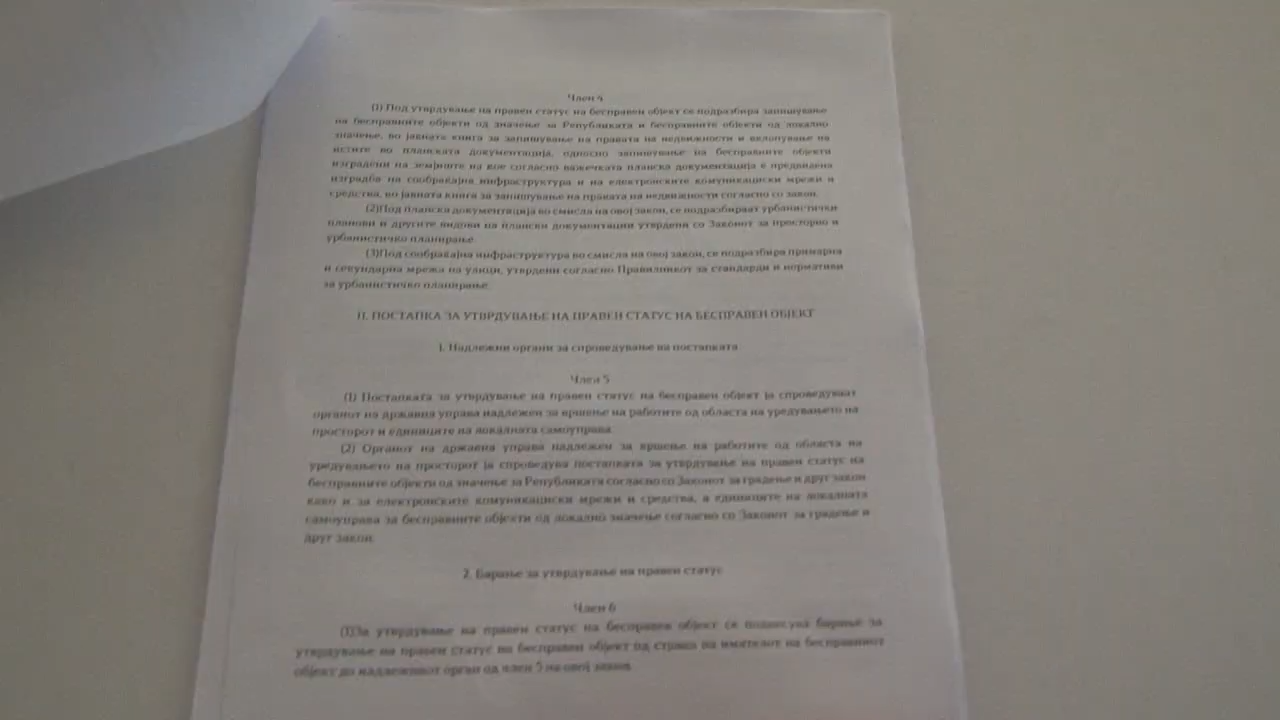 Член 4
(1) Под утврдување на правен статус на бесправен објект се подразбира запишување
на бесправните објекти од значење за Републиката и бесправните објекти од локално
значење, во јавната книга за запишување на правата на недвижности и вклопување на
истите во планската документација, односно запишување на бесправните објекти
изградени на земјиште на кое согласно важечката планска документација е предвидена
изградба на сообраќајна инфраструктура и на електронските комуникациски мрежи и
средства, во јавната книга за запишување на правата на недвижности согласно со закон.
(2)Под планска документација во смисла на овој закон, се подразбираат урбанистички
планови и другите видови на плански документации утврдени со Законот за просторно и
урбанистичко планирање.
(3)Под сообраќајна инфраструктура во смисла на овој закон, се подразбира примарна
и секундарна мрежа на улици, утврдени согласно Правилникот за стандарди и нормативи
за урбанистичко планирање.
II. ПОСТАПКА ЗА УТВРДУВАЊЕ НА ПРАВЕН СТАТУС НА БЕСПРАВЕН ОБЈЕКТ
1. Надлежни органи за спроведување на постапката
Член 5
(1) Постапката за утврдување на правен статус на бесправен објект ја спроведуваат
органот на државна управа надлежен за вршење на работите од областа на уредувањето на
просторот и единиците на локалната самоуправа.
(2) Органот на државна управа надлежен за вршење на работите од областа на
уредувањето на просторот ја спроведува постапката за утврдување на правен статус на
бесправните објекти од значење за Републиката согласно со Законот за градење и друг закон
како и за електронските комуникациски мрежи и средства, а единиците на локалната
самоуправа за бесправните објекти од локално значење согласно со Законот за градење и
друг закон.
2. Барање за утврдување на правен статус
Член 6
(1)За утврдување на правен статус на бесправен објект се поднесува барање за
утврдување на правен статус на бесправен објект од страна на имателот на бесправниот
објект до надлежниот орган од член 5 на овој закон.